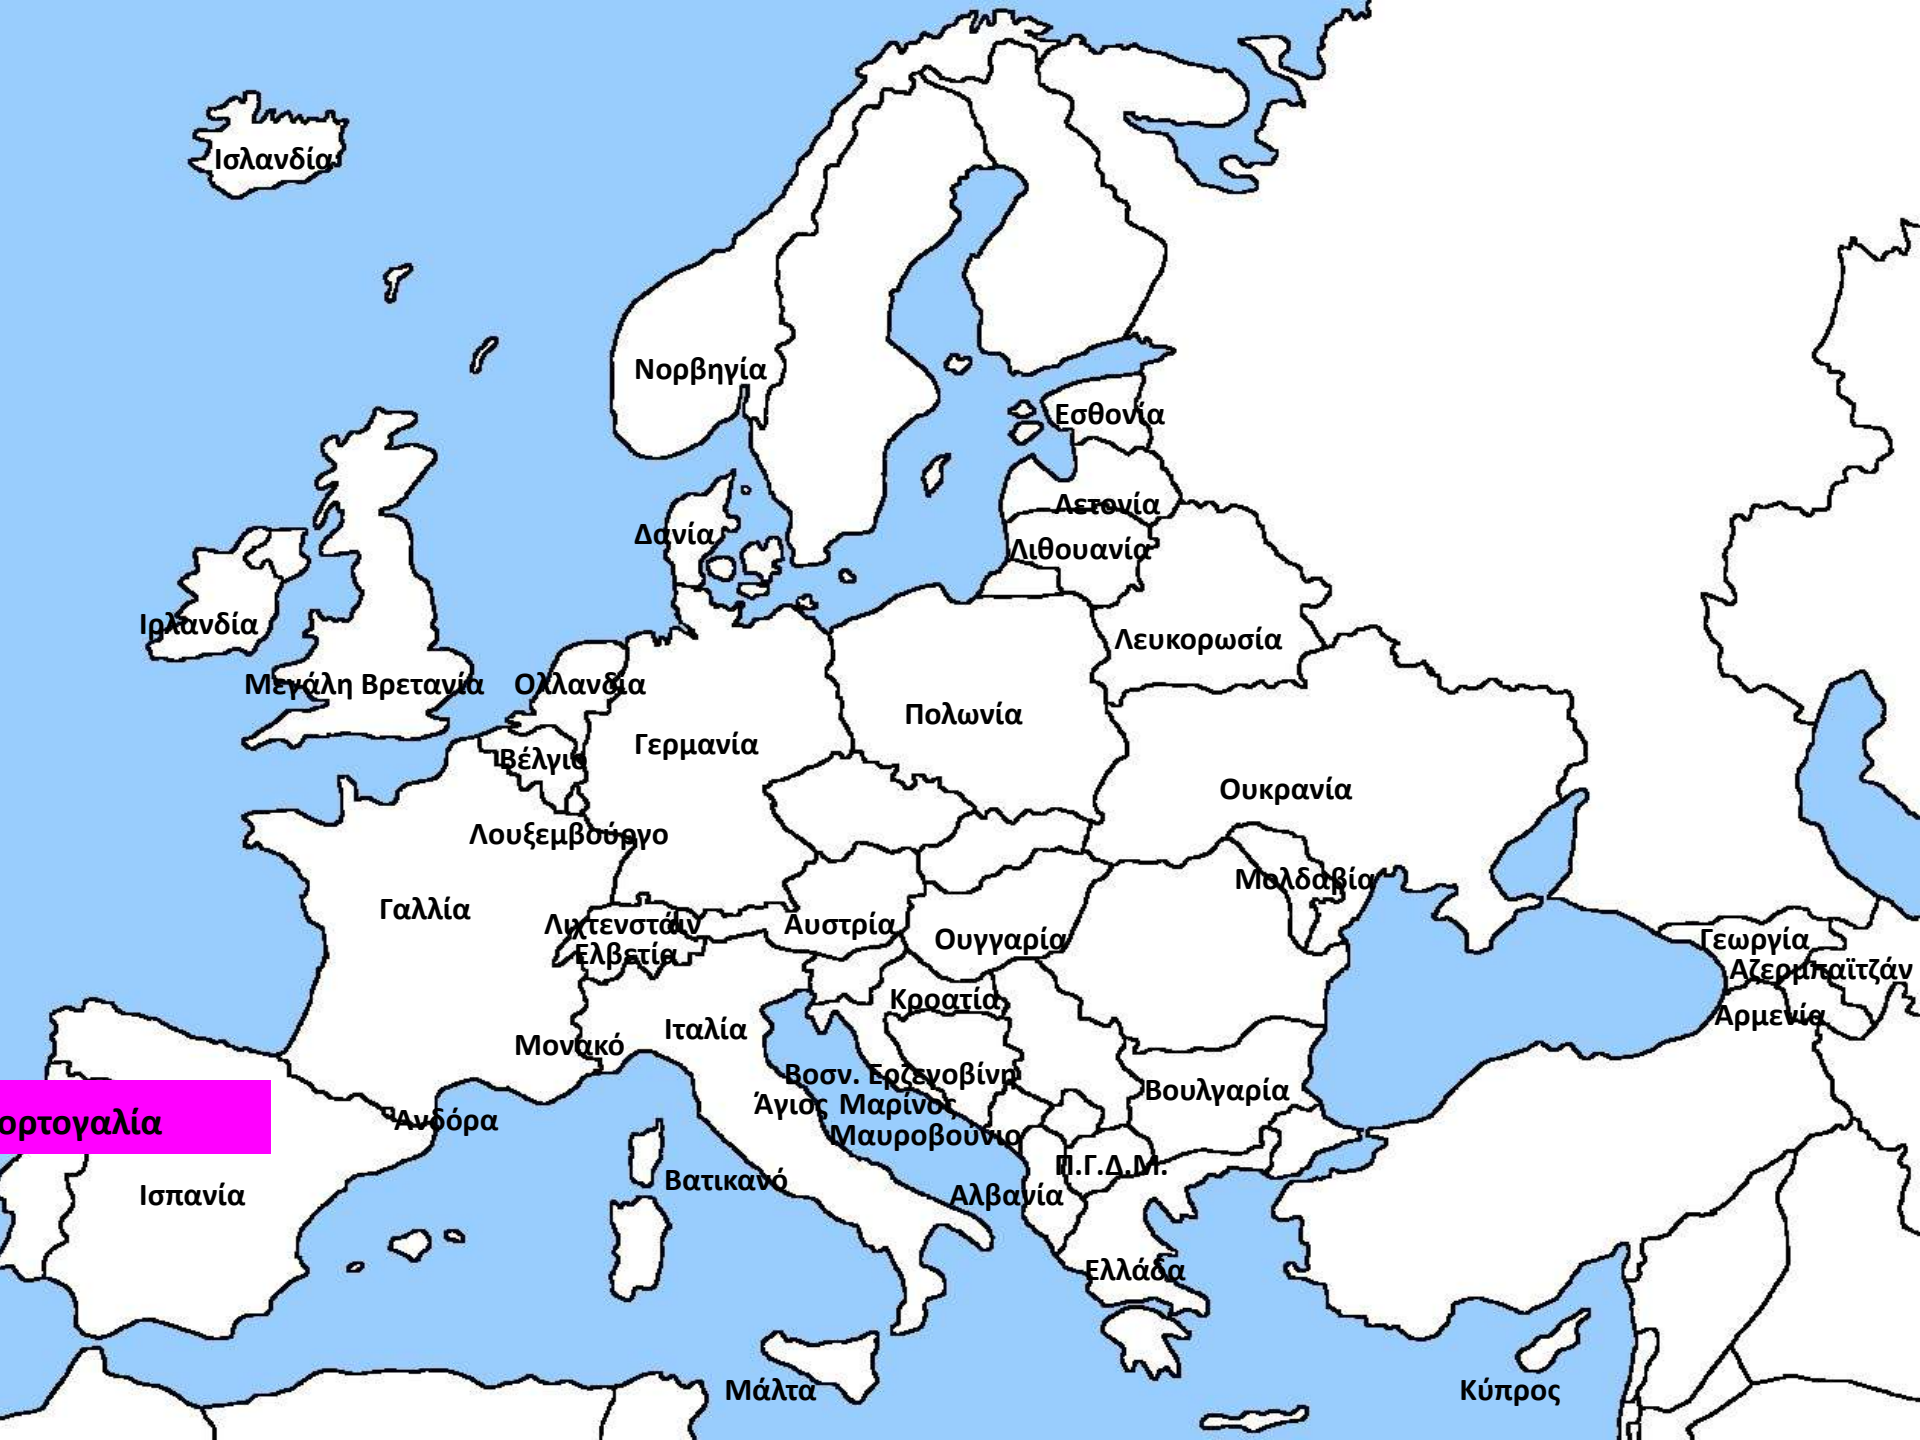 Ισλανδία
Νορβηγία
Εσθονία
Λετονία
Δανία
Λιθουανία
Ιρλανδία
Λευκορωσία
Μεγάλη Βρετανία
Ολλανδία
Πολωνία
Γερμανία
Βέλγιο
Ουκρανία
Λουξεμβούργο
Μολδαβία
Γαλλία
Λιχτενστάιν
Αυστρία
Ουγγαρία
Γεωργία
Ελβετία
Αζερμπαϊτζάν
Κροατία
Αρμενία
Ιταλία
Μονακό
Βοσν. Ερζεγοβίνη
Βουλγαρία
Άγιος Μαρίνος
ορτογαλία
Ανδόρα
Μαυροβούνιο
Π.Γ.Δ.Μ.
Βατικανό
Ισπανία
Αλβανία
Ελλάδα
Μάλτα
Κύπρος